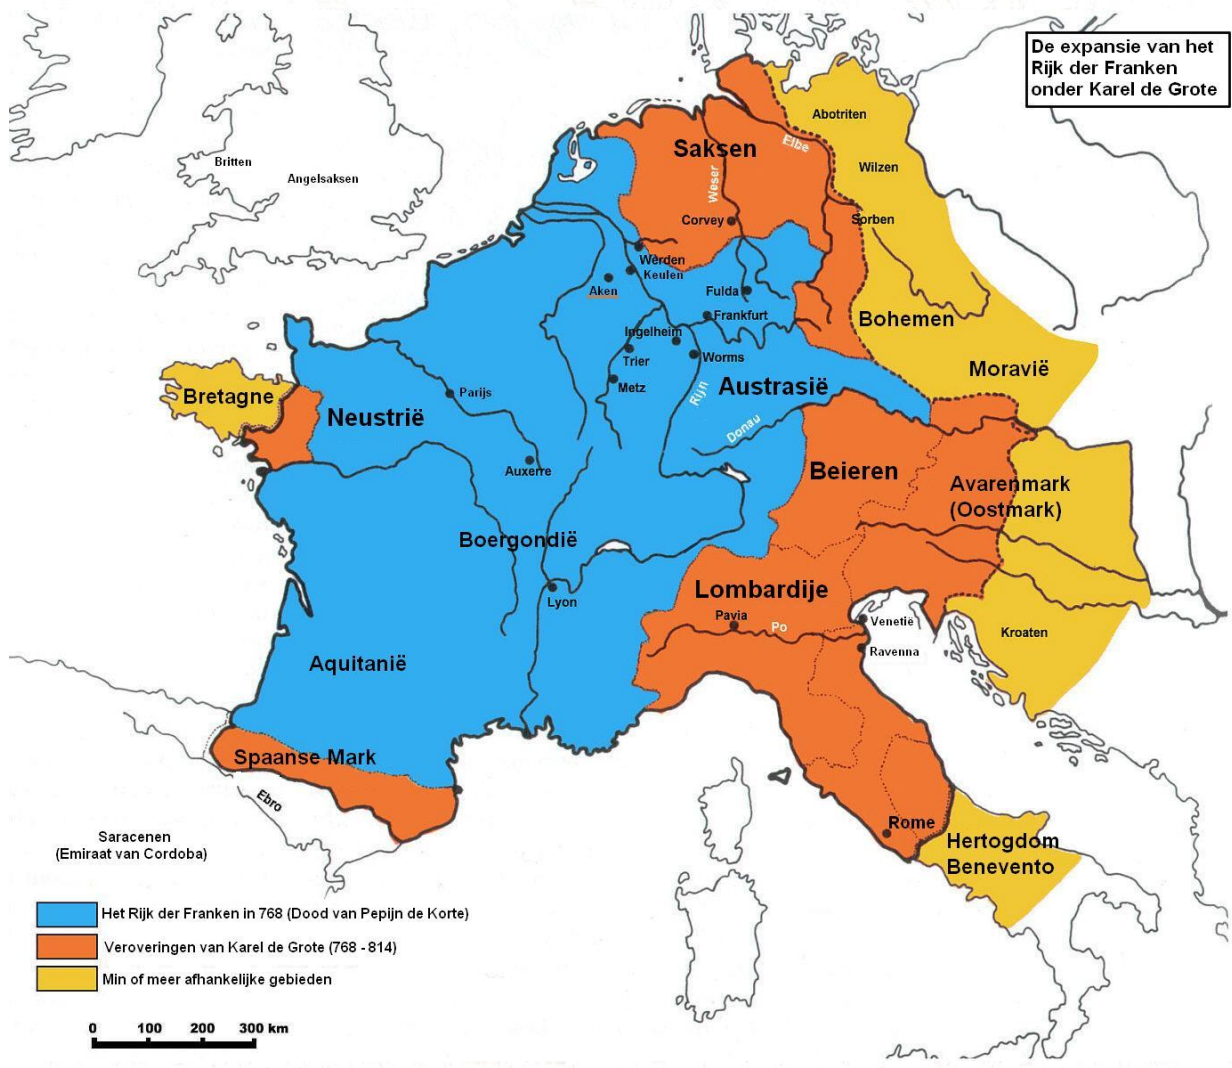 De expansie van het
Rijk der Franken
onder Karel de Grote
Abotriten
Elbe
Saksen
Britten
Wilzen
Angelsaksen
Weser
Corvey
Sorben
Werden
Keulen
Aken
Fulda
Frankfurt
Bohemen
Ingelheim
Trier
Worms
Moravië
Metz
Austrasië
Rijn
Bretagne
Parijs
Neustrië
Donau
Auxerre
Beieren
Avarenmark
(Oostmark)
Boergondië
Lombardije
Lyon
Pavia
Po
Venetië
Kroaten
Ravenna
Aquitanië
Spaanse Mark
Ebro
Rome
Saracenen
(Emiraat van Cordoba)
Hertogdom
Benevento
Het Rijk der Franken in 768 (Dood van Pepijn de Korte)
Veroveringen van Karel de Grote (768 - 814)
Min of meer afhankelijke gebieden
0 100 200 300 km